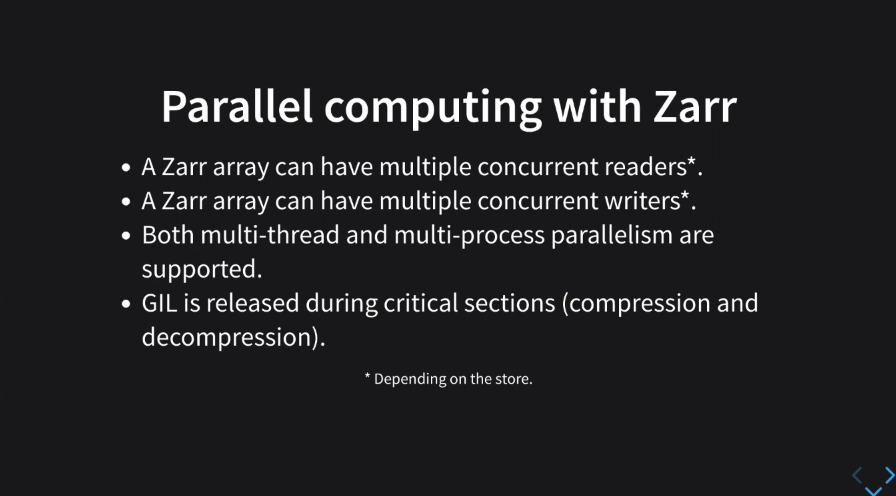 Parallel computing with Zarr
• A Zarr array can have multiple concurrent readers*.
• A Zarr array can have multiple concurrent writers*.
• Both multi-thread and multi-process parallelism are
supported.
• GIL is released during critical sections (compression and
decompression).
* Depending on the store.